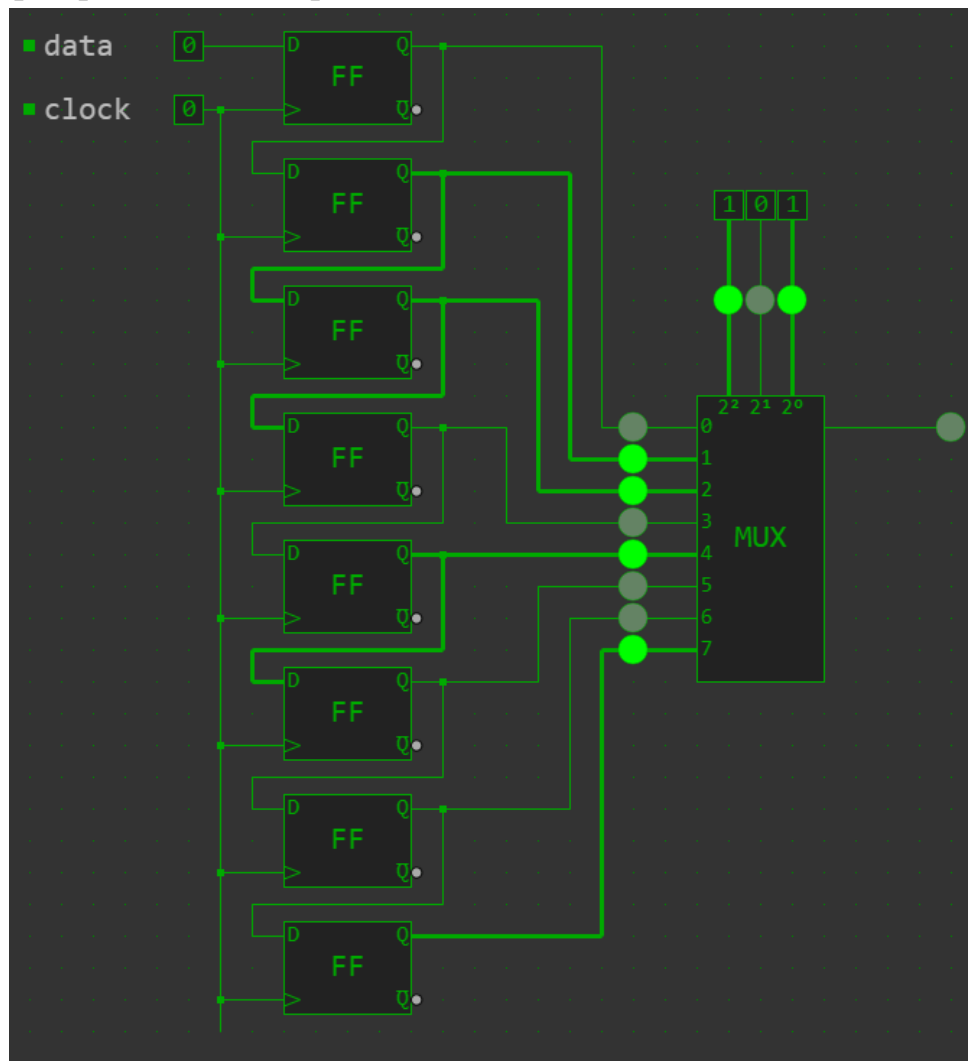 data 0 D Q
FF
clock 0 > Q̅
D Q
FF
1 0 1
> Q̅
D Q
FF
> Q̅
2² 2¹ 2⁰
D Q 0
FF 1
> Q̅ 2
3
MUX
D Q 4
FF 5
> Q̅ 6
7
D Q
FF
> Q̅
D Q
FF
> Q̅
D Q
FF
> Q̅